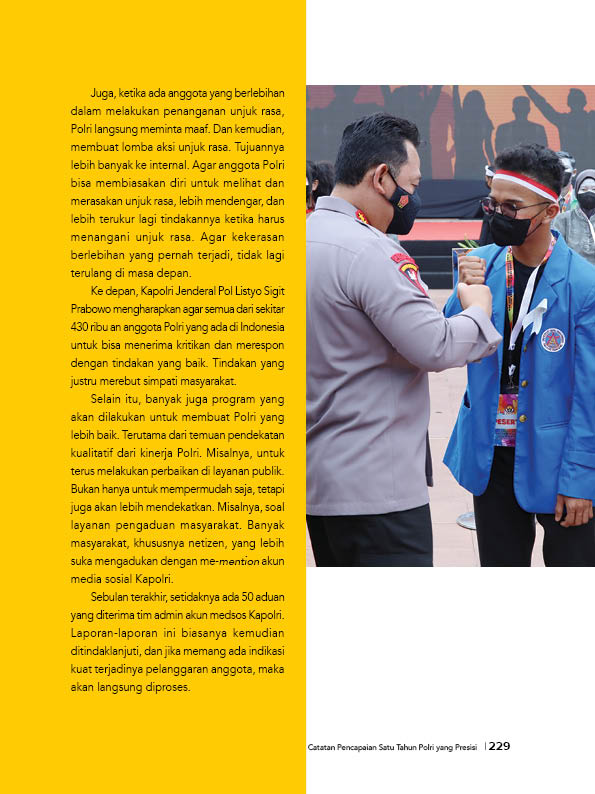 Juga, ketika ada anggota yang berlebihan
dalam melakukan penanganan unjuk rasa,
Polri langsung meminta maaf. Dan kemudian,
membuat lomba aksi unjuk rasa. Tujuannya
lebih banyak ke internal. Agar anggota Polri
bisa membiasakan diri untuk melihat dan
merasakan unjuk rasa, lebih mendengar, dan
lebih terukur lagi tindakannya ketika harus
menangani unjuk rasa. Agar kekerasan
berlebihan yang pernah terjadi, tidak lagi
terulang di masa depan.
Ke depan, Kapolri Jenderal Pol Listyo Sigit
Prabowo mengharapkan agar semua dari sekitar
430 ribu an anggota Polri yang ada di Indonesia
untuk bisa menerima kritikan dan merespon
dengan tindakan yang baik. Tindakan yang
justru merebut simpati masyarakat.
Selain itu, banyak juga program yang
akan dilakukan untuk membuat Polri yang
lebih baik. Terutama dari temuan pendekatan
kualitatif dari kinerja Polri. Misalnya, untuk
terus melakukan perbaikan di layanan publik.
Bukan hanya untuk mempermudah saja, tetapi
juga akan lebih mendekatkan. Misalnya, soal
layanan pengaduan masyarakat. Banyak
masyarakat, khususnya netizen, yang lebih
suka mengadukan dengan me-mention akun
media sosial Kapolri.
Sebulan terakhir, setidaknya ada 50 aduan
yang diterima tim admin akun medsos Kapolri.
Laporan-laporan ini biasanya kemudian
ditindaklanjuti, dan jika memang ada indikasi
kuat terjadinya pelanggaran anggota, maka
akan langsung diproses.
Catatan Pencapaian Satu Tahun Polri yang Presisi | 229